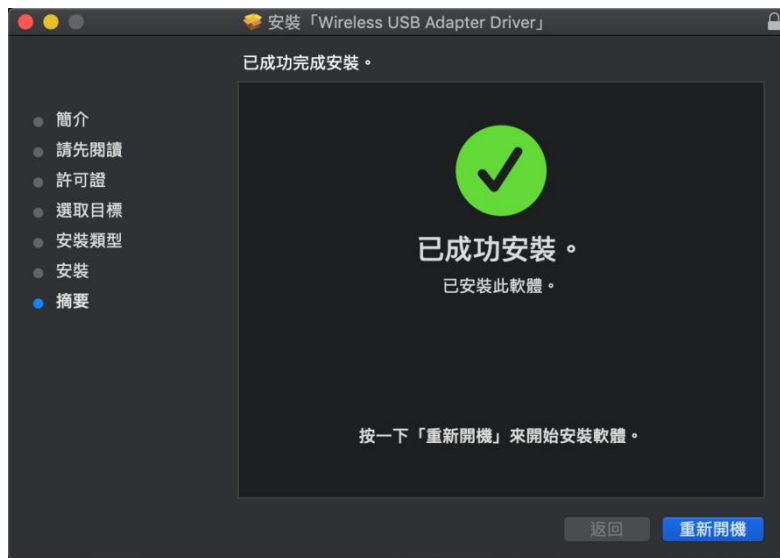 安裝「Wireless USB Adapter Driver」
已成功完成安裝。
簡介
請先閱讀
許可證
選取目標
安裝類型
安裝
摘要
已成功安裝。
已安裝此軟體。
按一下「重新開機」來開始安裝軟體。
返回
重新開機